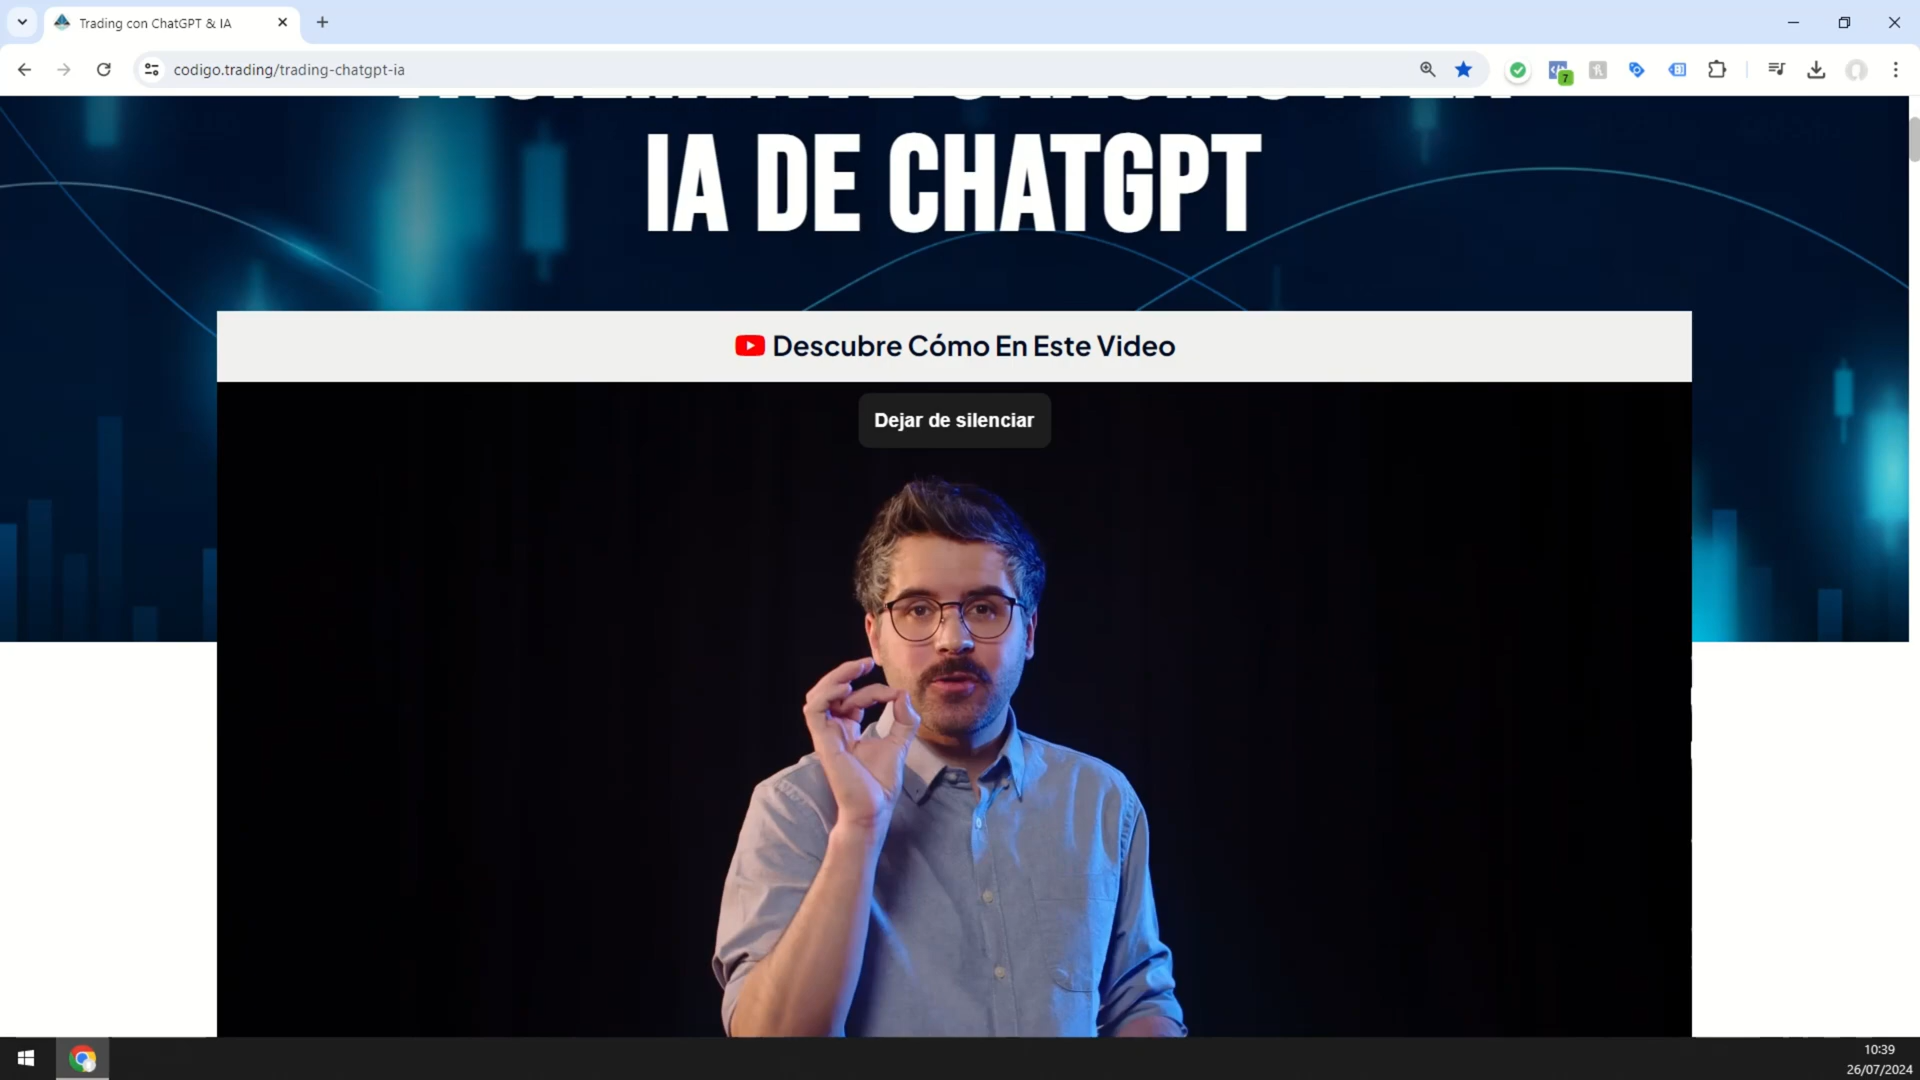 Trading con ChatGPT & IA
codigo.trading/trading-chatgpt-ia
7
IA DE CHATGPT
Descubre Cómo En Este Video
Dejar de silenciar
10:39
26/07/2024